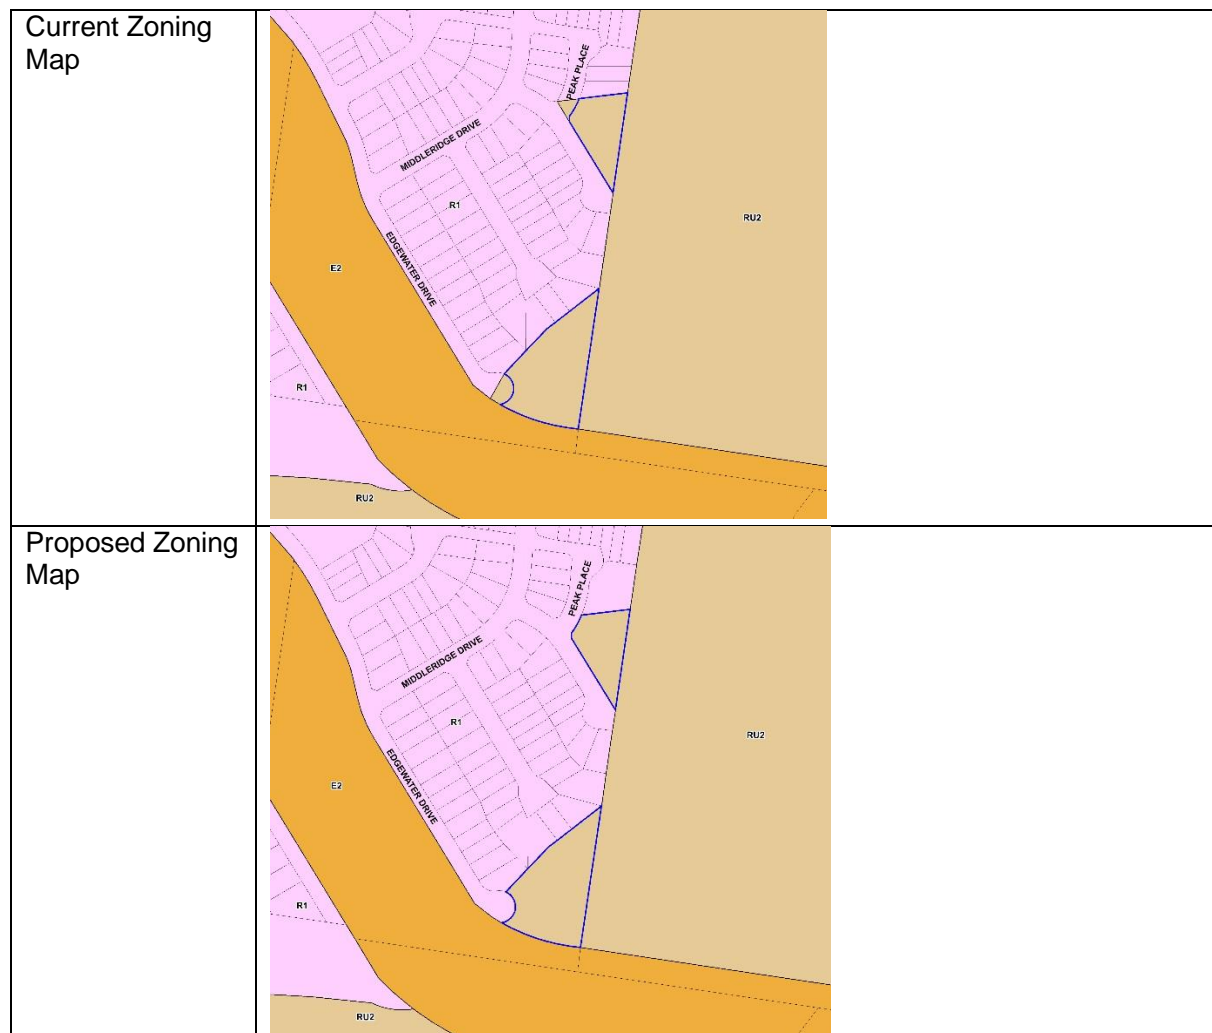 Current Zoning
Map
PEAK PLACE
MIDDLERIDGE DRIVE
R1
RU2
EDGEWATER DRIVE
E2
R1
RU2
Proposed Zoning
Map
PEAK PLACE
MIDDLERIDGE DRIVE
R1
RU2
EDGEWATER DRIVE
E2
R1
RU2